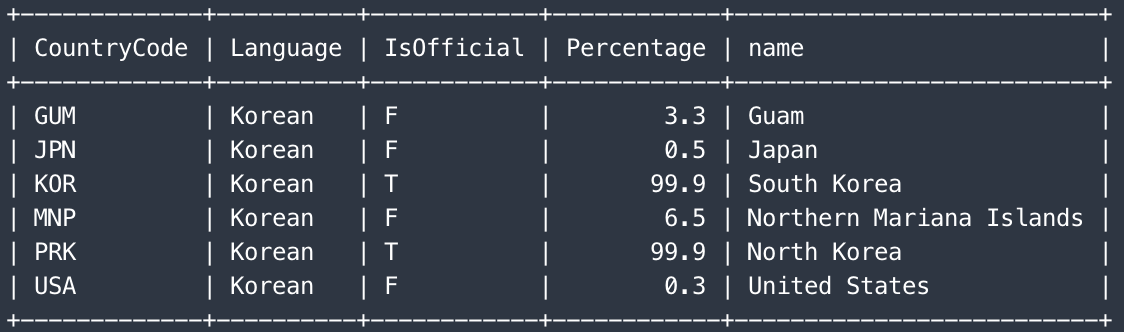 +-------------+----------+------------+------------+--------------------------+
| CountryCode | Language | IsOfficial | Percentage | name                     |
+-------------+----------+------------+------------+--------------------------+
| GUM         | Korean   | F          |        3.3 | Guam                     |
| JPN         | Korean   | F          |        0.5 | Japan                    |
| KOR         | Korean   | T          |       99.9 | South Korea              |
| MNP         | Korean   | F          |        6.5 | Northern Mariana Islands |
| PRK         | Korean   | T          |       99.9 | North Korea              |
| USA         | Korean   | F          |        0.3 | United States            |
+-------------+----------+------------+------------+--------------------------+